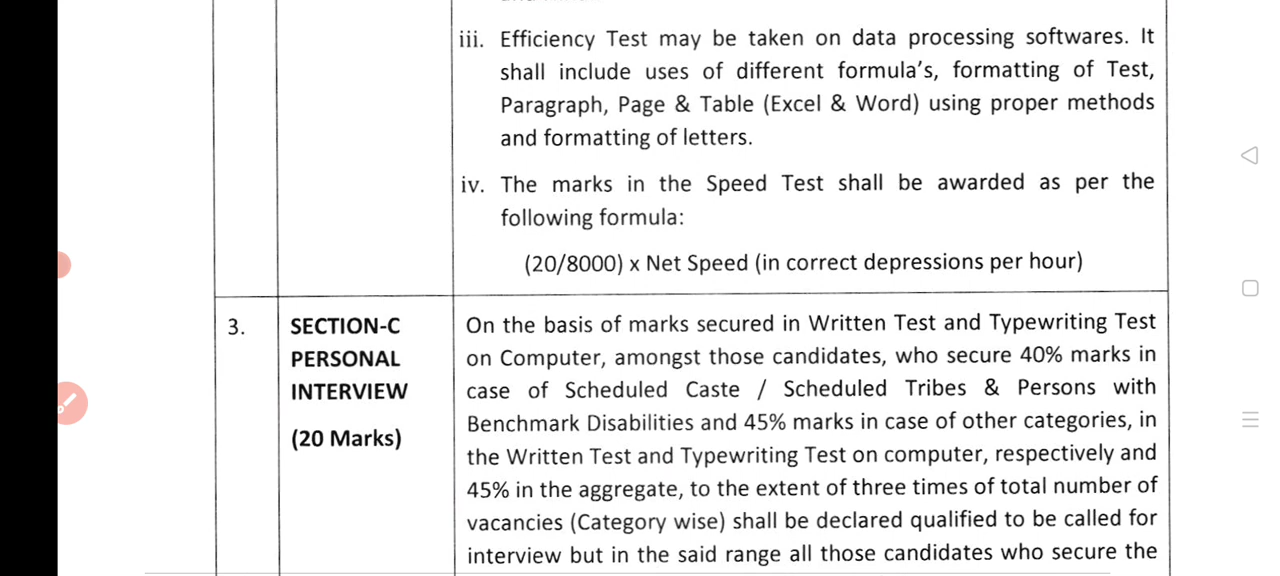 iii. Efficiency Test may be taken on data processing softwares. It
shall include uses of different formula's, formatting of Test,
Paragraph, Page & Table (Excel & Word) using proper methods
and formatting of letters.
iv. The marks in the Speed Test shall be awarded as per the
following formula:
(20/8000) x Net Speed (in correct depressions per hour)
3.
SECTION-C
PERSONAL
INTERVIEW
(20 Marks)
On the basis of marks secured in Written Test and Typewriting Test
on Computer, amongst those candidates, who secure 40% marks in
case of Scheduled Caste / Scheduled Tribes & Persons with
Benchmark Disabilities and 45% marks in case of other categories, in
the Written Test and Typewriting Test on computer, respectively and
45% in the aggregate, to the extent of three times of total number of
vacancies (Category wise) shall be declared qualified to be called for
interview but in the said range all those candidates who secure the